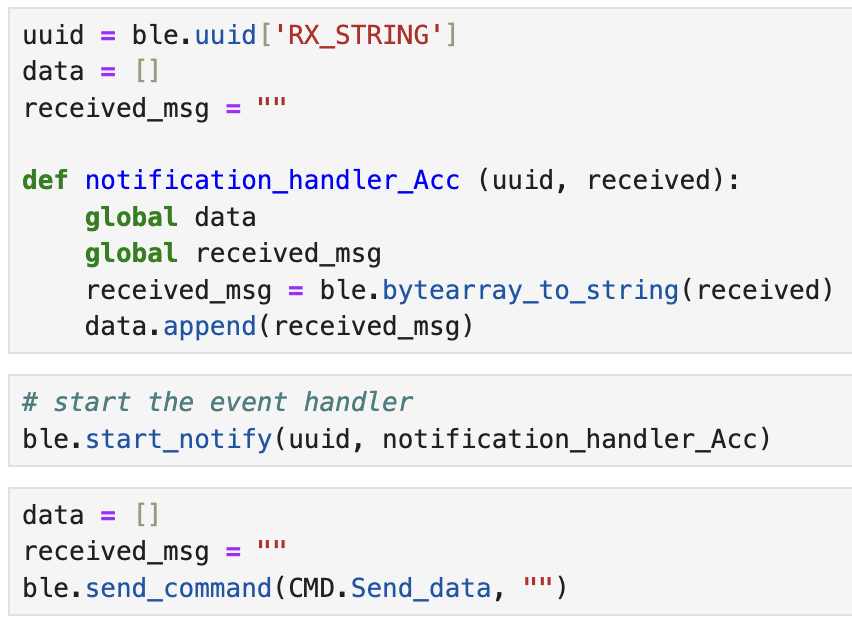 uuid = ble.uuid['RX_STRING']
data = []
received_msg = ""
def notification_handler_Acc (uuid, received):
    global data
    global received_msg
    received_msg = ble.bytearray_to_string(received)
    data.append(received_msg)
# start the event handler
ble.start_notify(uuid, notification_handler_Acc)
data = []
received_msg = ""
ble.send_command(CMD.Send_data, "")